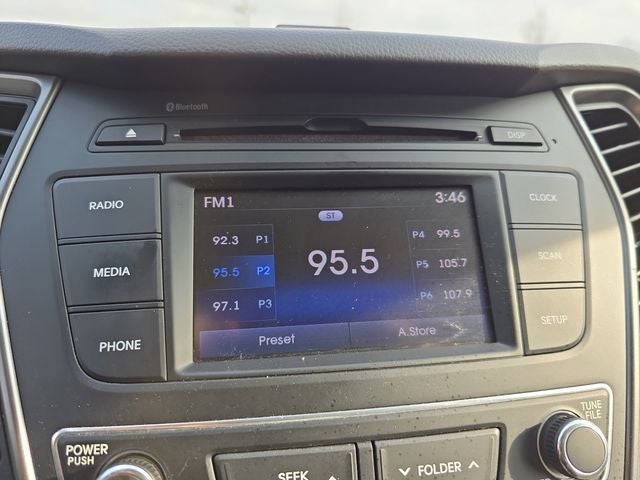 Bluetooth
DISP
RADIO
MEDIA
PHONE
FM1
3:46
ST
92.3 P1
95.5 P2
97.1 P3
95.5
P4 99.5
P5 105.7
P6 107.9
Preset
A.Store
CLOCK
SCAN
SETUP
POWER
PUSH
SEEK
FOLDER
TUNE
FILE